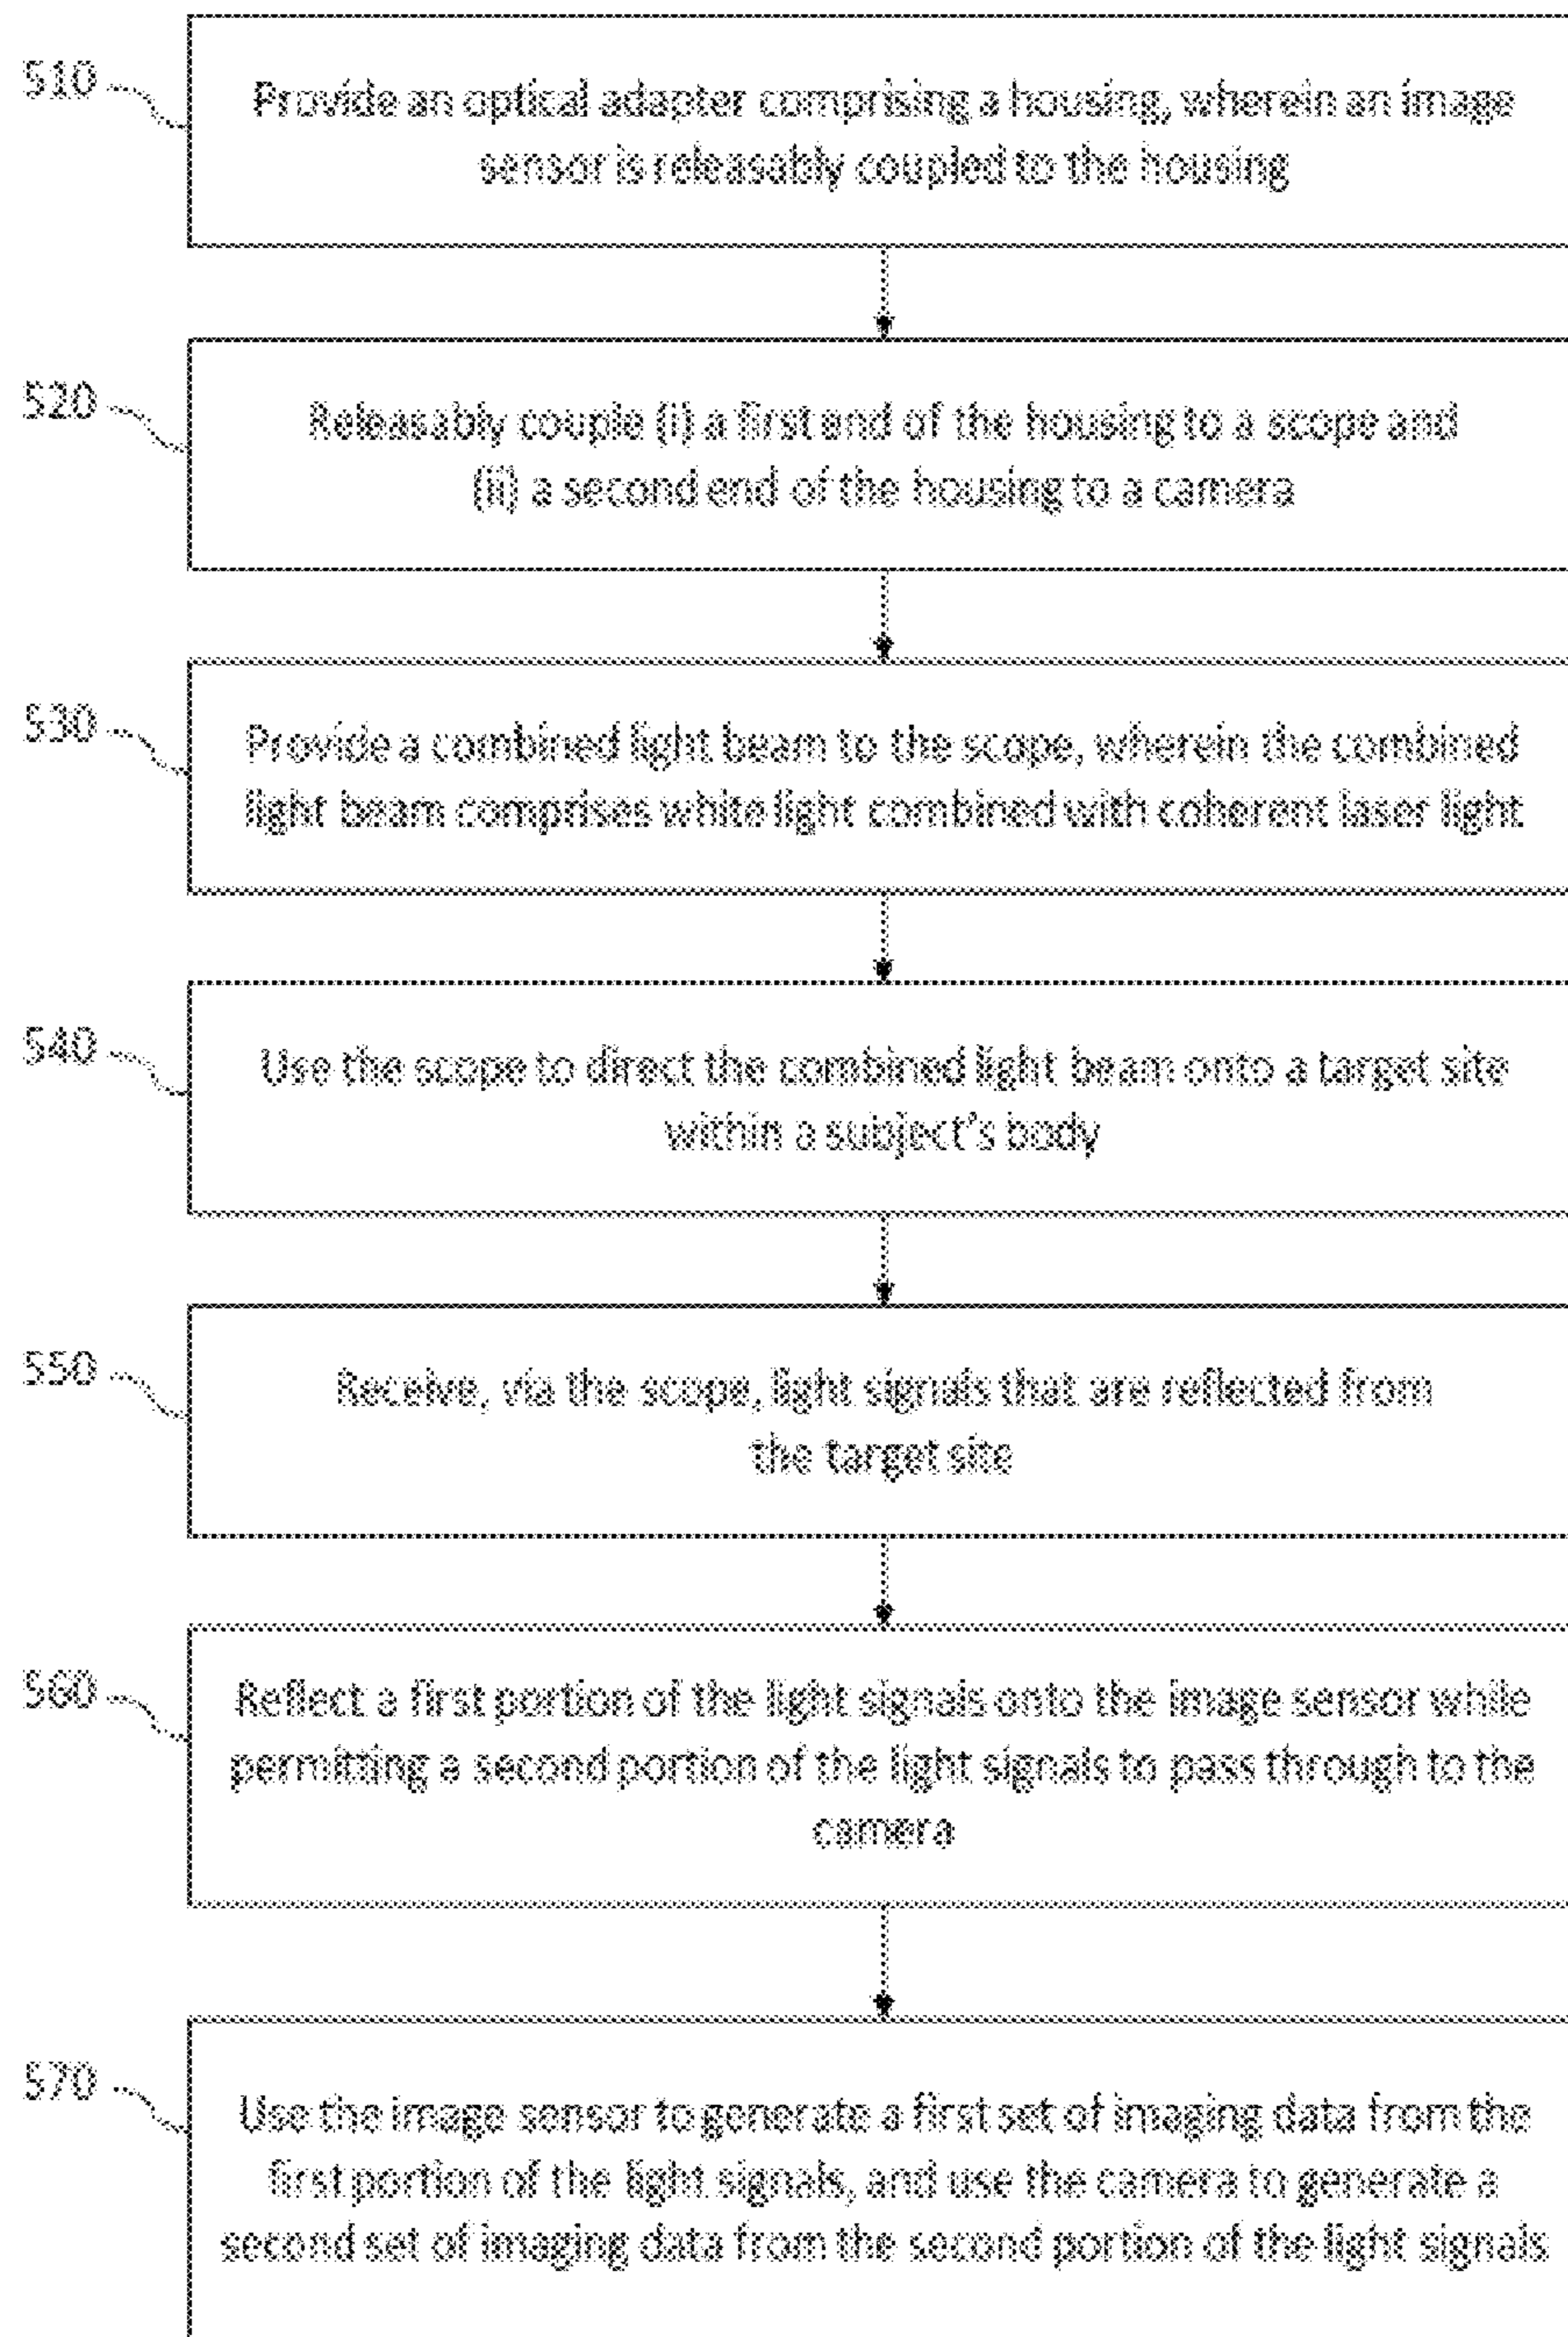 510
Provide an optical adapter comprising a housing, wherein an image
sensor is releasably coupled to the housing
520
Releasably couple (i) a first end of the housing to a scope and
(ii) a second end of the housing to a camera
530
Provide a combined light beam to the scope, wherein the combined
light beam comprises white light combined with coherent laser light
540
Use the scope to direct the combined light beam onto a target site
within a subject's body
550
Receive, via the scope, light signals that are reflected from
the target site
560
Reflect a first portion of the light signals onto the image sensor while
permitting a second portion of the light signals to pass through to the
camera
570
Use the image sensor to generate a first set of imaging data from the
first portion of the light signals, and use the camera to generate a
second set of imaging data from the second portion of the light signals